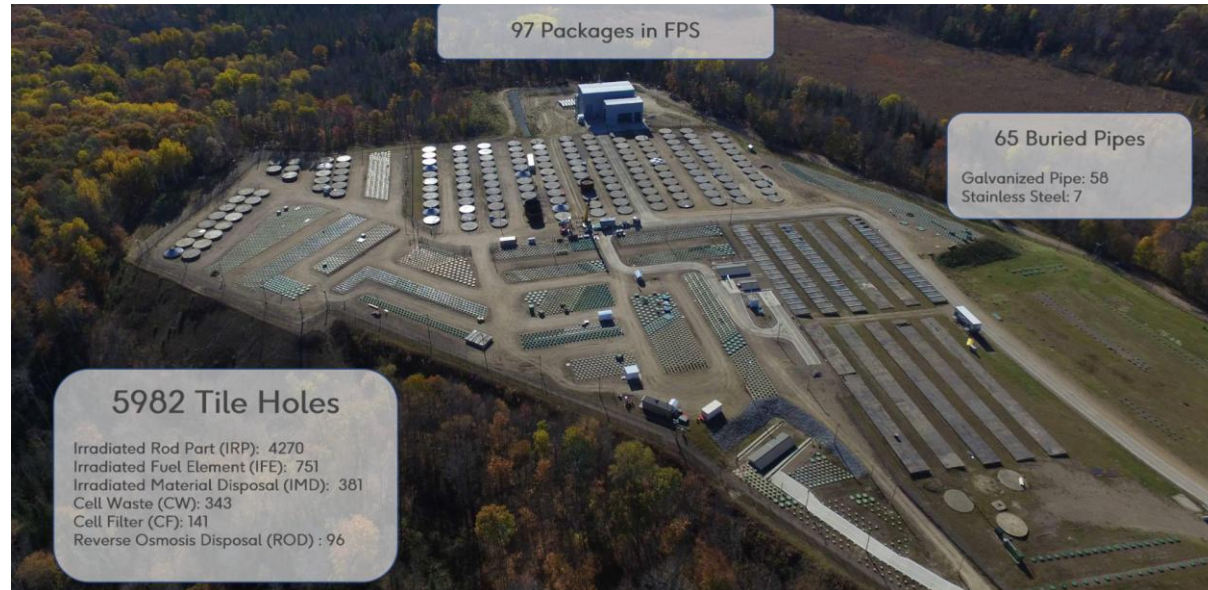 97 Packages in FPS
65 Buried Pipes
Galvanized Pipe: 58
Stainless Steel: 7
5982 Tile Holes
Irradiated Rod Part (IRP): 4270
Irradiated Fuel Element (IFE): 751
Irradiated Material Disposal (IMD): 381
Cell Waste (CW): 343
Cell Filter (CF): 141
Reverse Osmosis Disposal (ROD) : 96